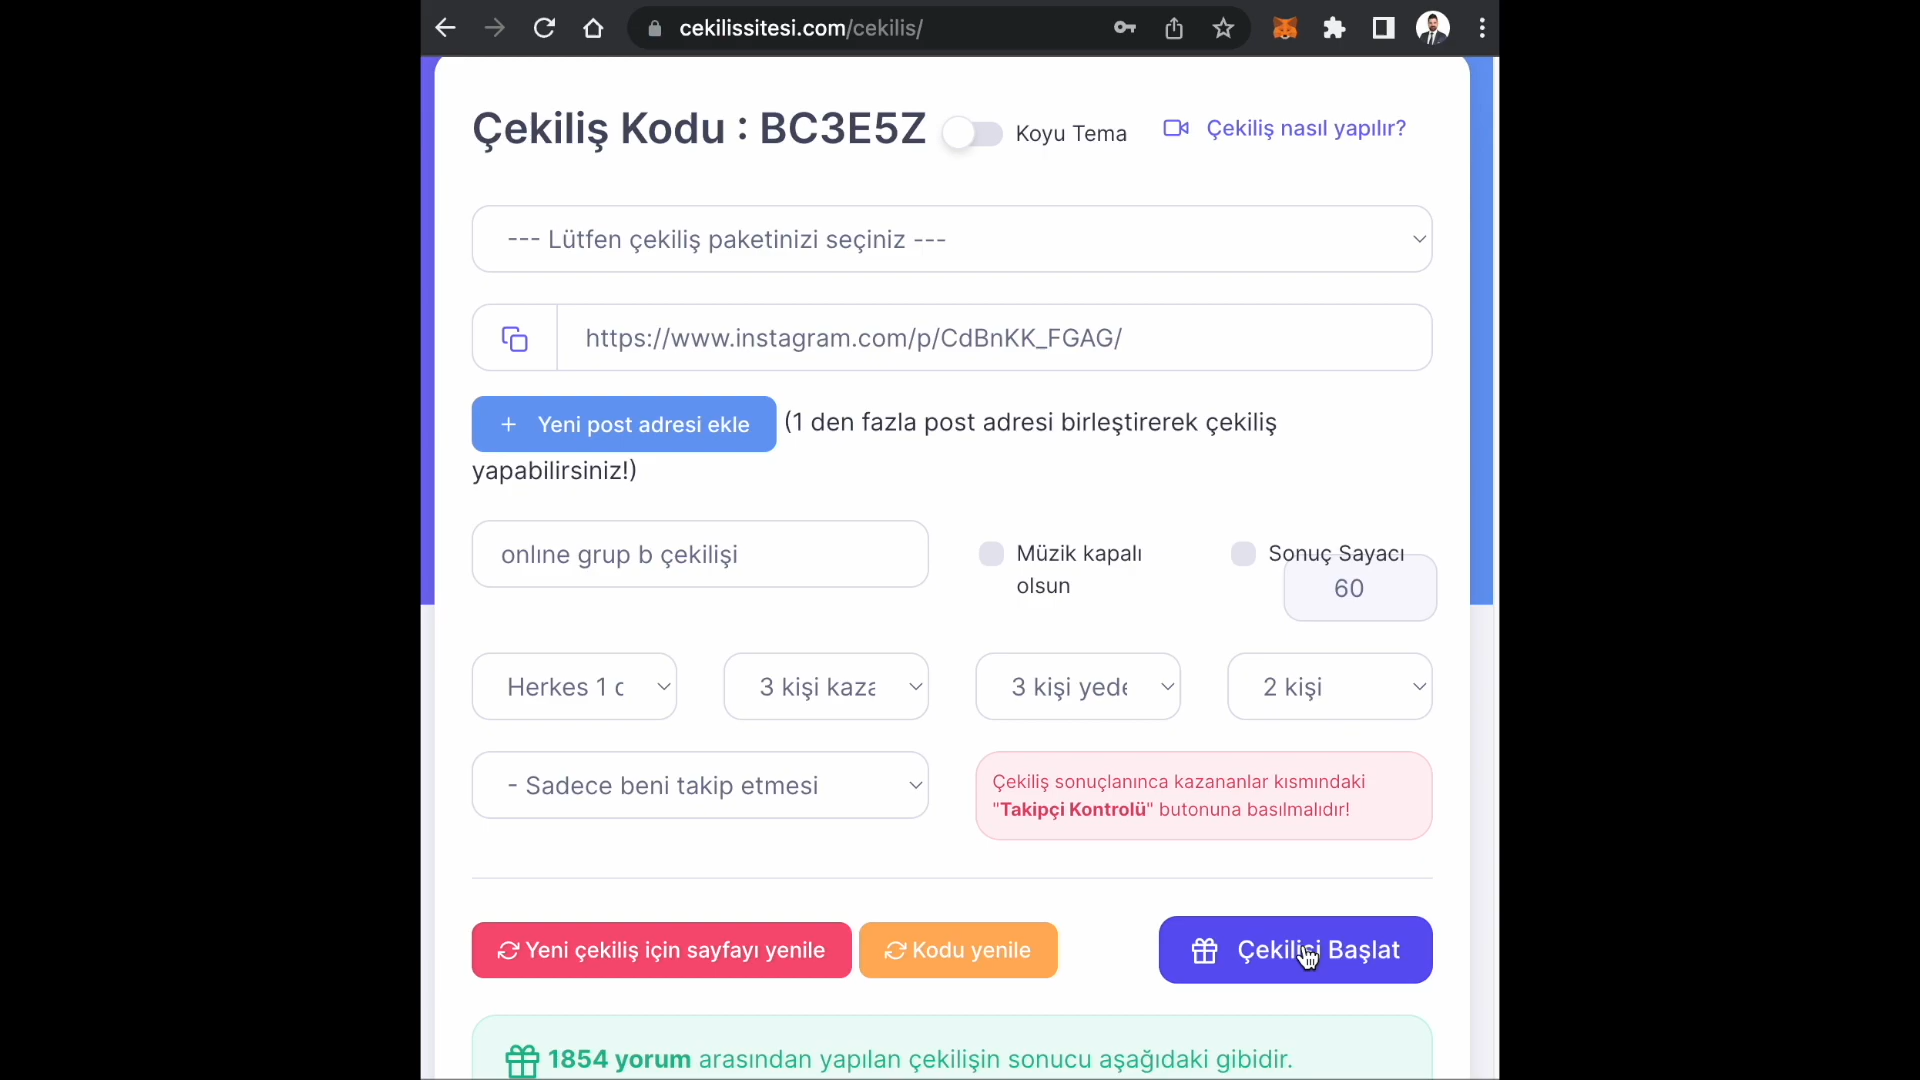 cekilissitesi.com/cekilis/
Çekiliş Kodu : BC3E5Z
Koyu Tema
Çekiliş nasıl yapılır?
--- Lütfen çekiliş paketinizi seçiniz ---
https://www.instagram.com/p/CdBnKK_FGAG/
+ Yeni post adresi ekle (1 den fazla post adresi birleştirerek çekiliş
yapabilirsiniz!)
onlıne grup b çekilişi
Müzik kapalı
olsun
Sonuç Sayacı
60
Herkes 1
3 kişi kaza
3 kişi yede
2 kişi
- Sadece beni takip etmesi
Çekiliş sonuçlanınca kazananlar kısmındaki
"Takipçi Kontrolü" butonuna basılmalıdır!
Yeni çekiliş için sayfayı yenile
Kodu yenile
Çekilişi Başlat
1854 yorum arasından yapılan çekilişin sonucu aşağıdaki gibidir.